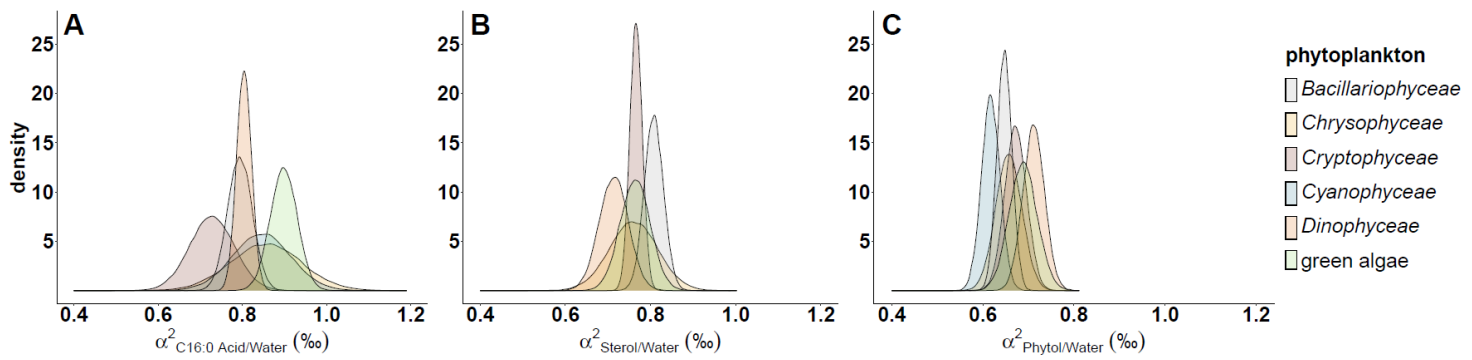 A
B
C
density
25
20
15
10
5
0.4 0.6 0.8 1.0 1.2
α²C16:0 Acid/Water (‰)
25
20
15
10
5
0.4 0.6 0.8 1.0 1.2
α²Sterol/Water (‰)
25
20
15
10
5
0.4 0.6 0.8 1.0 1.2
α²Phytol/Water (‰)
phytoplankton
Bacillariophyceae
Chrysophyceae
Cryptophyceae
Cyanophyceae
Dinophyceae
green algae